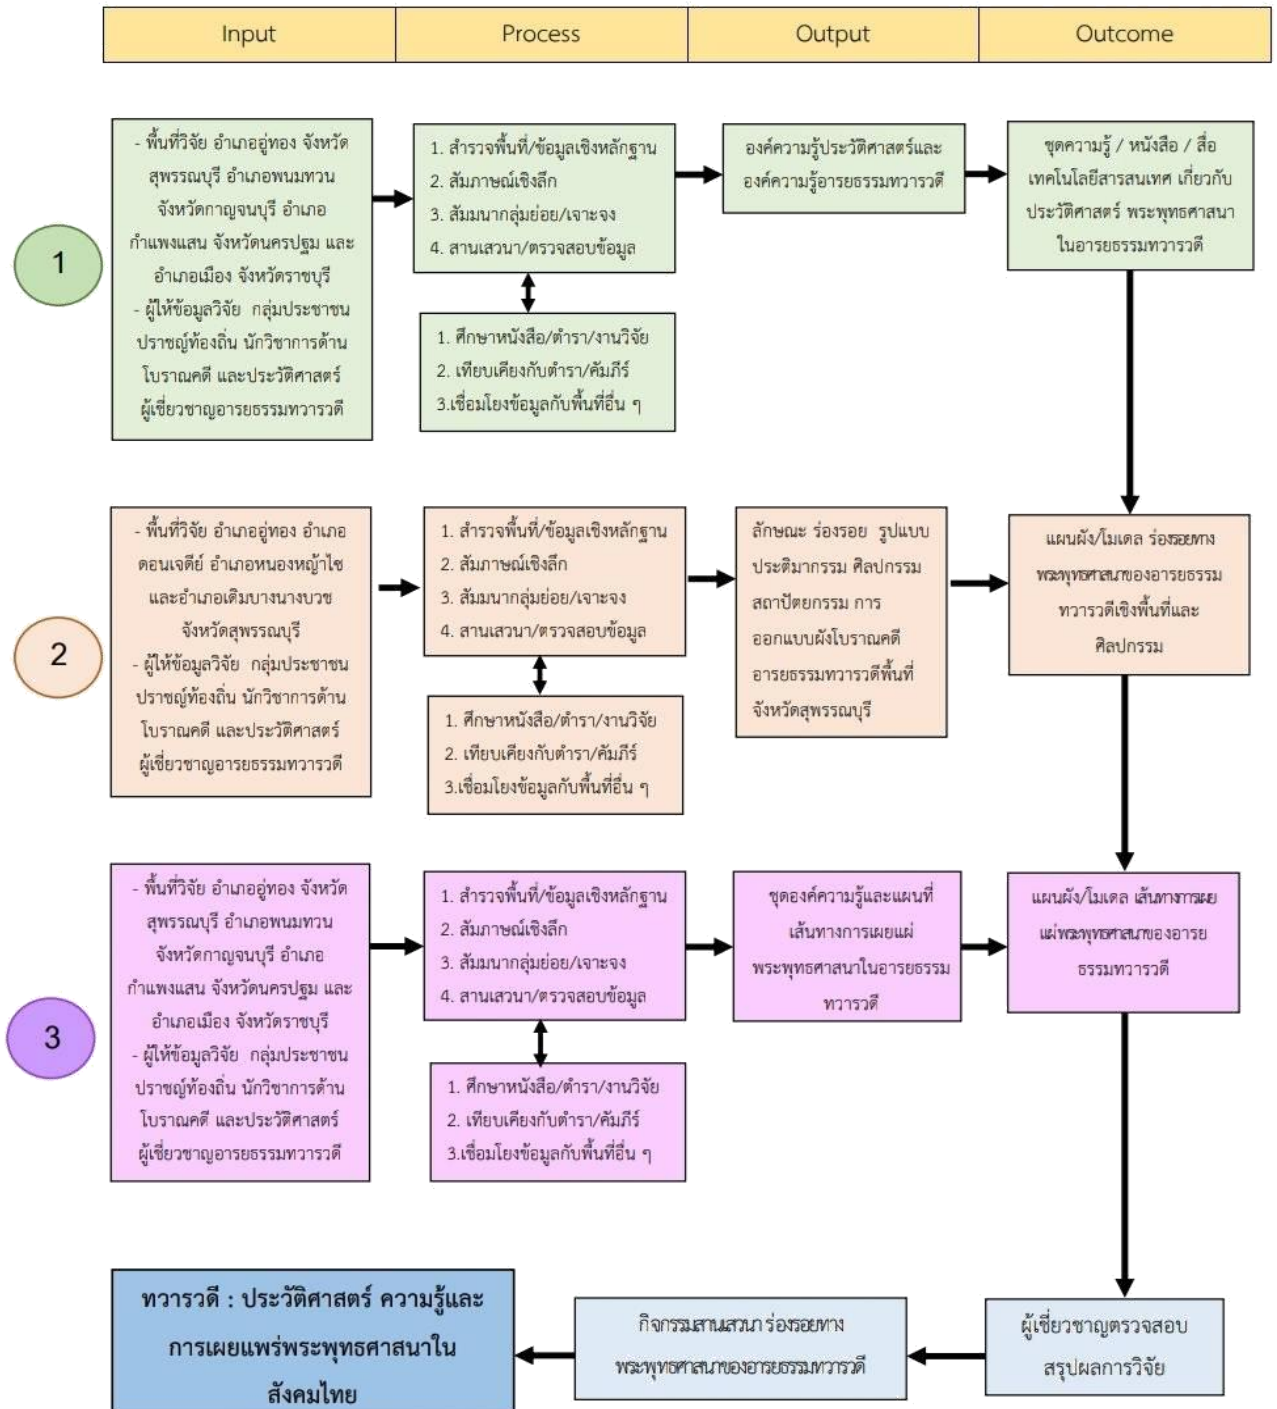 Input
Process
Output
Outcome
1
- พื้นที่วิจัย อำเภออู่ทอง จังหวัด
สุพรรณบุรี อำเภอพนมทวน
จังหวัดกาญจนบุรี อำเภอ
กำแพงแสน จังหวัดนครปฐม และ
อำเภอเมือง จังหวัดราชบุรี
- ผู้ให้ข้อมูลวิจัย กลุ่มประชาชน
ปราชญ์ท้องถิ่น นักวิชาการด้าน
โบราณคดี และประวัติศาสตร์
ผู้เชี่ยวชาญอารยธรรมทวารวดี
1. สำรวจพื้นที่/ข้อมูลเชิงหลักฐาน
2. สัมภาษณ์เชิงลึก
3. สัมมนากลุ่มย่อย/เจาะจง
4. สานเสวนา/ตรวจสอบข้อมูล
1. ศึกษาหนังสือ/ตำรา/งานวิจัย
2. เทียบเคียงกับตำรา/คัมภีร์
3.เชื่อมโยงข้อมูลกับพื้นที่อื่น ๆ
องค์ความรู้ประวัติศาสตร์และ
องค์ความรู้อารยธรรมทวารวดี
ชุดความรู้ / หนังสือ / สื่อ
เทคโนโลยีสารสนเทศ เกี่ยวกับ
ประวัติศาสตร์ พระพุทธศาสนา
ในอารยธรรมทวารวดี
2
- พื้นที่วิจัย อำเภออู่ทอง อำเภอ
ดอนเจดีย์ อำเภอหนองหญ้าไซ
และอำเภอเดิมบางนางบวช
จังหวัดสุพรรณบุรี
- ผู้ให้ข้อมูลวิจัย กลุ่มประชาชน
ปราชญ์ท้องถิ่น นักวิชาการด้าน
โบราณคดี และประวัติศาสตร์
ผู้เชี่ยวชาญอารยธรรมทวารวดี
1. สำรวจพื้นที่/ข้อมูลเชิงหลักฐาน
2. สัมภาษณ์เชิงลึก
3. สัมมนากลุ่มย่อย/เจาะจง
4. สานเสวนา/ตรวจสอบข้อมูล
1. ศึกษาหนังสือ/ตำรา/งานวิจัย
2. เทียบเคียงกับตำรา/คัมภีร์
3.เชื่อมโยงข้อมูลกับพื้นที่อื่น ๆ
ลักษณะ ร่องรอย รูปแบบ
ประติมากรรม ศิลปกรรม
สถาปัตยกรรม การ
ออกแบบผังโบราณคดี
อารยธรรมทวารวดีพื้นที่
จังหวัดสุพรรณบุรี
แผนผัง/โมเดล ร่องรอยทาง
พระพุทธศาสนาของอารยธรรม
ทวารวดีเชิงพื้นที่และ
ศิลปกรรม
3
- พื้นที่วิจัย อำเภออู่ทอง จังหวัด
สุพรรณบุรี อำเภอพนมทวน
จังหวัดกาญจนบุรี อำเภอ
กำแพงแสน จังหวัดนครปฐม และ
อำเภอเมือง จังหวัดราชบุรี
- ผู้ให้ข้อมูลวิจัย กลุ่มประชาชน
ปราชญ์ท้องถิ่น นักวิชาการด้าน
โบราณคดี และประวัติศาสตร์
ผู้เชี่ยวชาญอารยธรรมทวารวดี
1. สำรวจพื้นที่/ข้อมูลเชิงหลักฐาน
2. สัมภาษณ์เชิงลึก
3. สัมมนากลุ่มย่อย/เจาะจง
4. สานเสวนา/ตรวจสอบข้อมูล
1. ศึกษาหนังสือ/ตำรา/งานวิจัย
2. เทียบเคียงกับตำรา/คัมภีร์
3.เชื่อมโยงข้อมูลกับพื้นที่อื่น ๆ
ชุดองค์ความรู้และแผนที่
เส้นทางการเผยแผ่
พระพุทธศาสนาในอารยธรรม
ทวารวดี
แผนผัง/โมเดล เส้นทางการเผย
แผ่พระพุทธศาสนาของอารย
ธรรมทวารวดี
ทวารวดี : ประวัติศาสตร์ ความรู้และ
การเผยแพร่พระพุทธศาสนาใน
สังคมไทย
กิจกรรมสานเสวนา ร่องรอยทาง
พระพุทธศาสนาของอารยธรรมทวารวดี
ผู้เชี่ยวชาญตรวจสอบ
สรุปผลการวิจัย